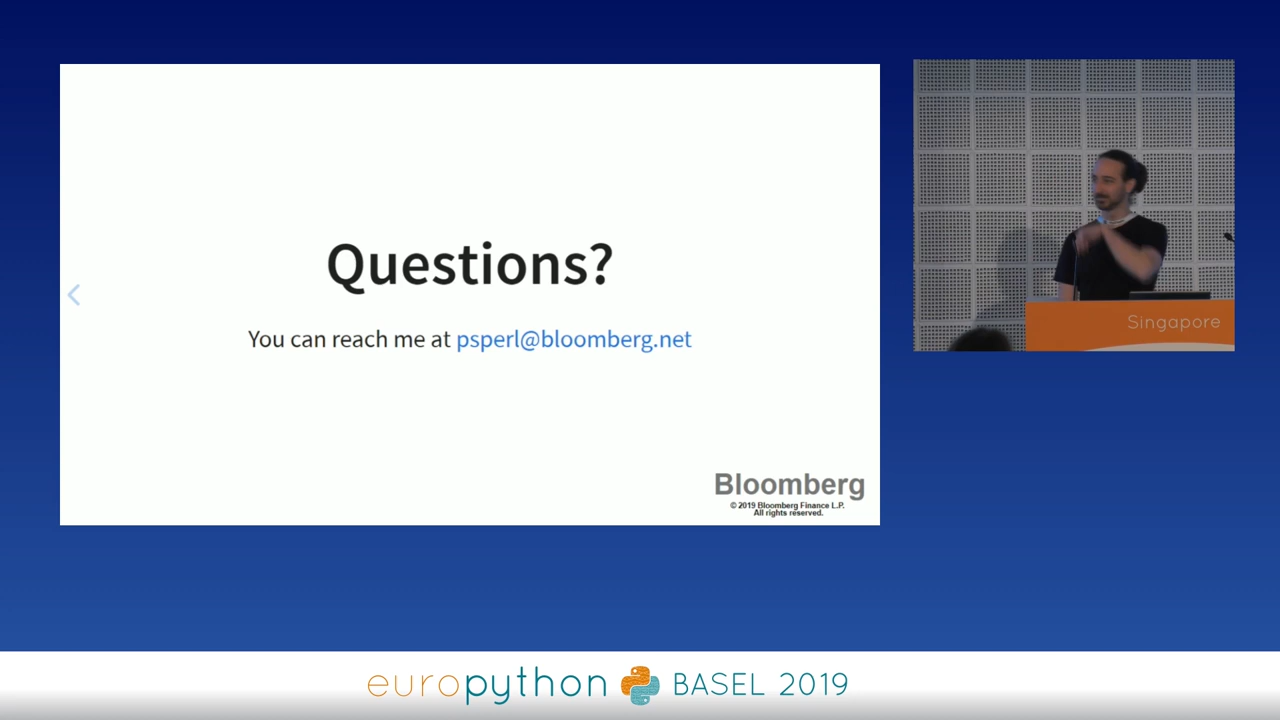 Questions?
You can reach me at psperl@bloomberg.net
Bloomberg
© 2019 Bloomberg Finance L.P.
All rights reserved.
Singapore
europython BASEL 2019